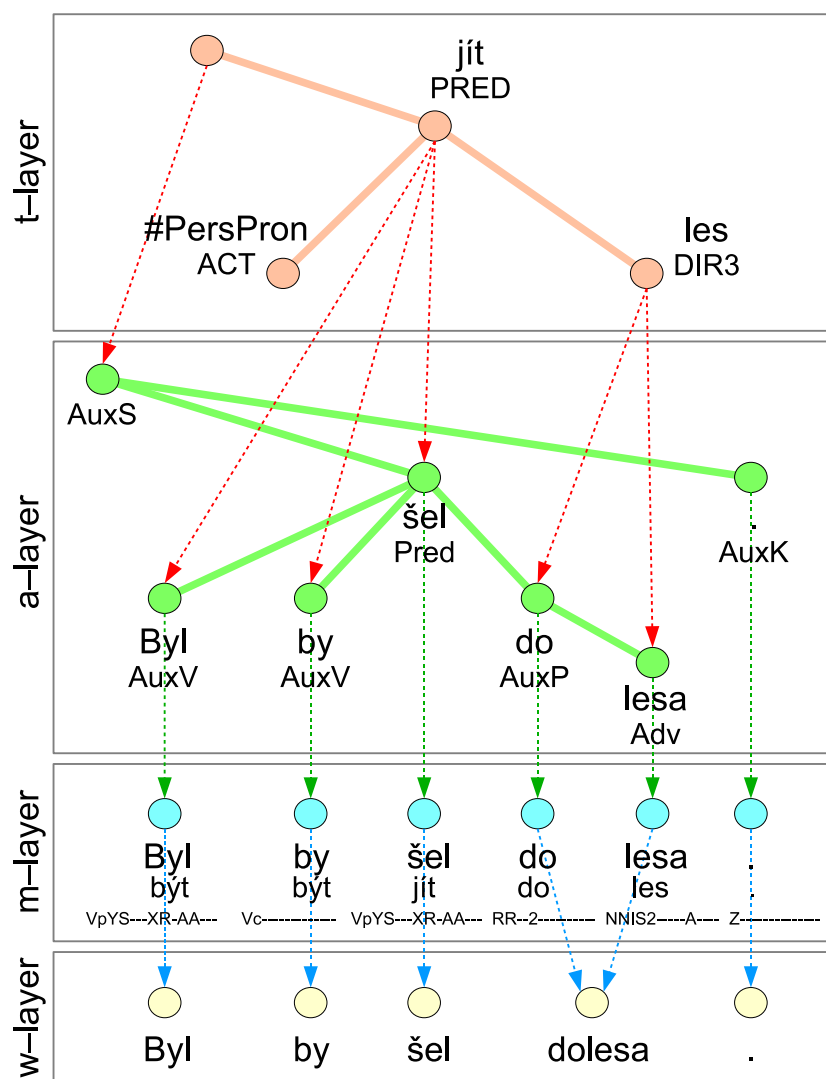 t–layer
jít
PRED
#PersPron
ACT
les
DIR3
a–layer
AuxS
šel
Pred
.
AuxK
Byl
AuxV
by
AuxV
do
AuxP
lesa
Adv
m–layer
Byl by šel do lesa .
být být jít do les .
VpYS---XR-AA--- Vc------------- VpYS---XR-AA--- RR--2---------- NNIS2-----A---- Z--------------
w–layer
Byl by šel dolesa .